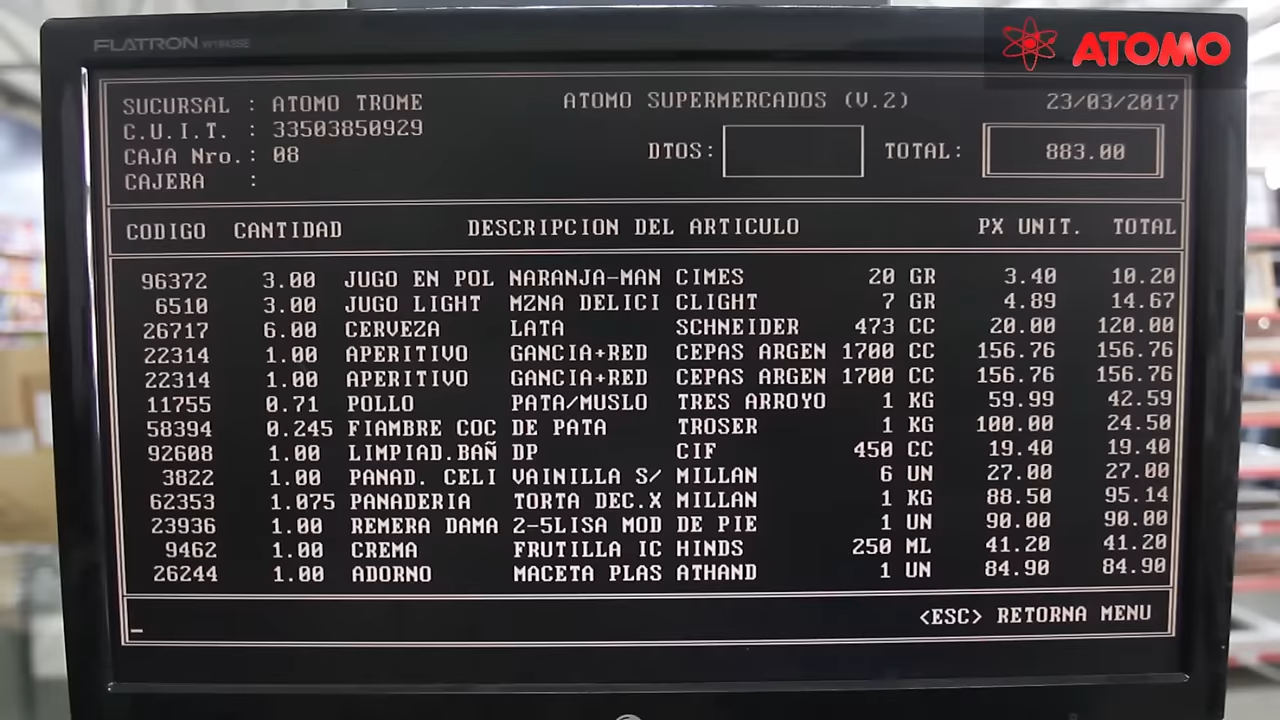 FLATRON W1943SE
ATOMO
SUCURSAL : ATOMO TROME ATOMO SUPERMERCADOS (V.2) 23/03/2017
C.U.I.T. : 33503850929
CAJA Nro.: 08 DTOS: TOTAL: 883.00
CAJERA :
CODIGO CANTIDAD DESCRIPCION DEL ARTICULO PX UNIT. TOTAL
96372 3.00 JUGO EN POL NARANJA-MAN CIMES 20 GR 3.40 10.20
6510 3.00 JUGO LIGHT MZNA DELICI CLIGHT 7 GR 4.89 14.67
26717 6.00 CERVEZA LATA SCHNEIDER 473 CC 20.00 120.00
22314 1.00 APERITIVO GANCIA+RED CEPAS ARGEN 1700 CC 156.76 156.76
22314 1.00 APERITIVO GANCIA+RED CEPAS ARGEN 1700 CC 156.76 156.76
11755 0.71 POLLO PATA/MUSLO TRES ARROYO 1 KG 59.99 42.59
58394 0.245 FIAMBRE COC DE PATA TROSER 1 KG 100.00 24.50
92608 1.00 LIMPIAD.BAÑ DP CIF 450 CC 19.40 19.40
3822 1.00 PANAD. CELI VAINILLA S/ MILLAN 6 UN 27.00 27.00
62353 1.075 PANADERIA TORTA DEC.X MILLAN 1 KG 88.50 95.14
23936 1.00 REMERA DAMA 2-5LISA MOD DE PIE 1 UN 90.00 90.00
9462 1.00 CREMA FRUTILLA IC HINDS 250 ML 41.20 41.20
26244 1.00 ADORNO MACETA PLAS ATHAND 1 UN 84.90 84.90
<ESC> RETORNA MENU